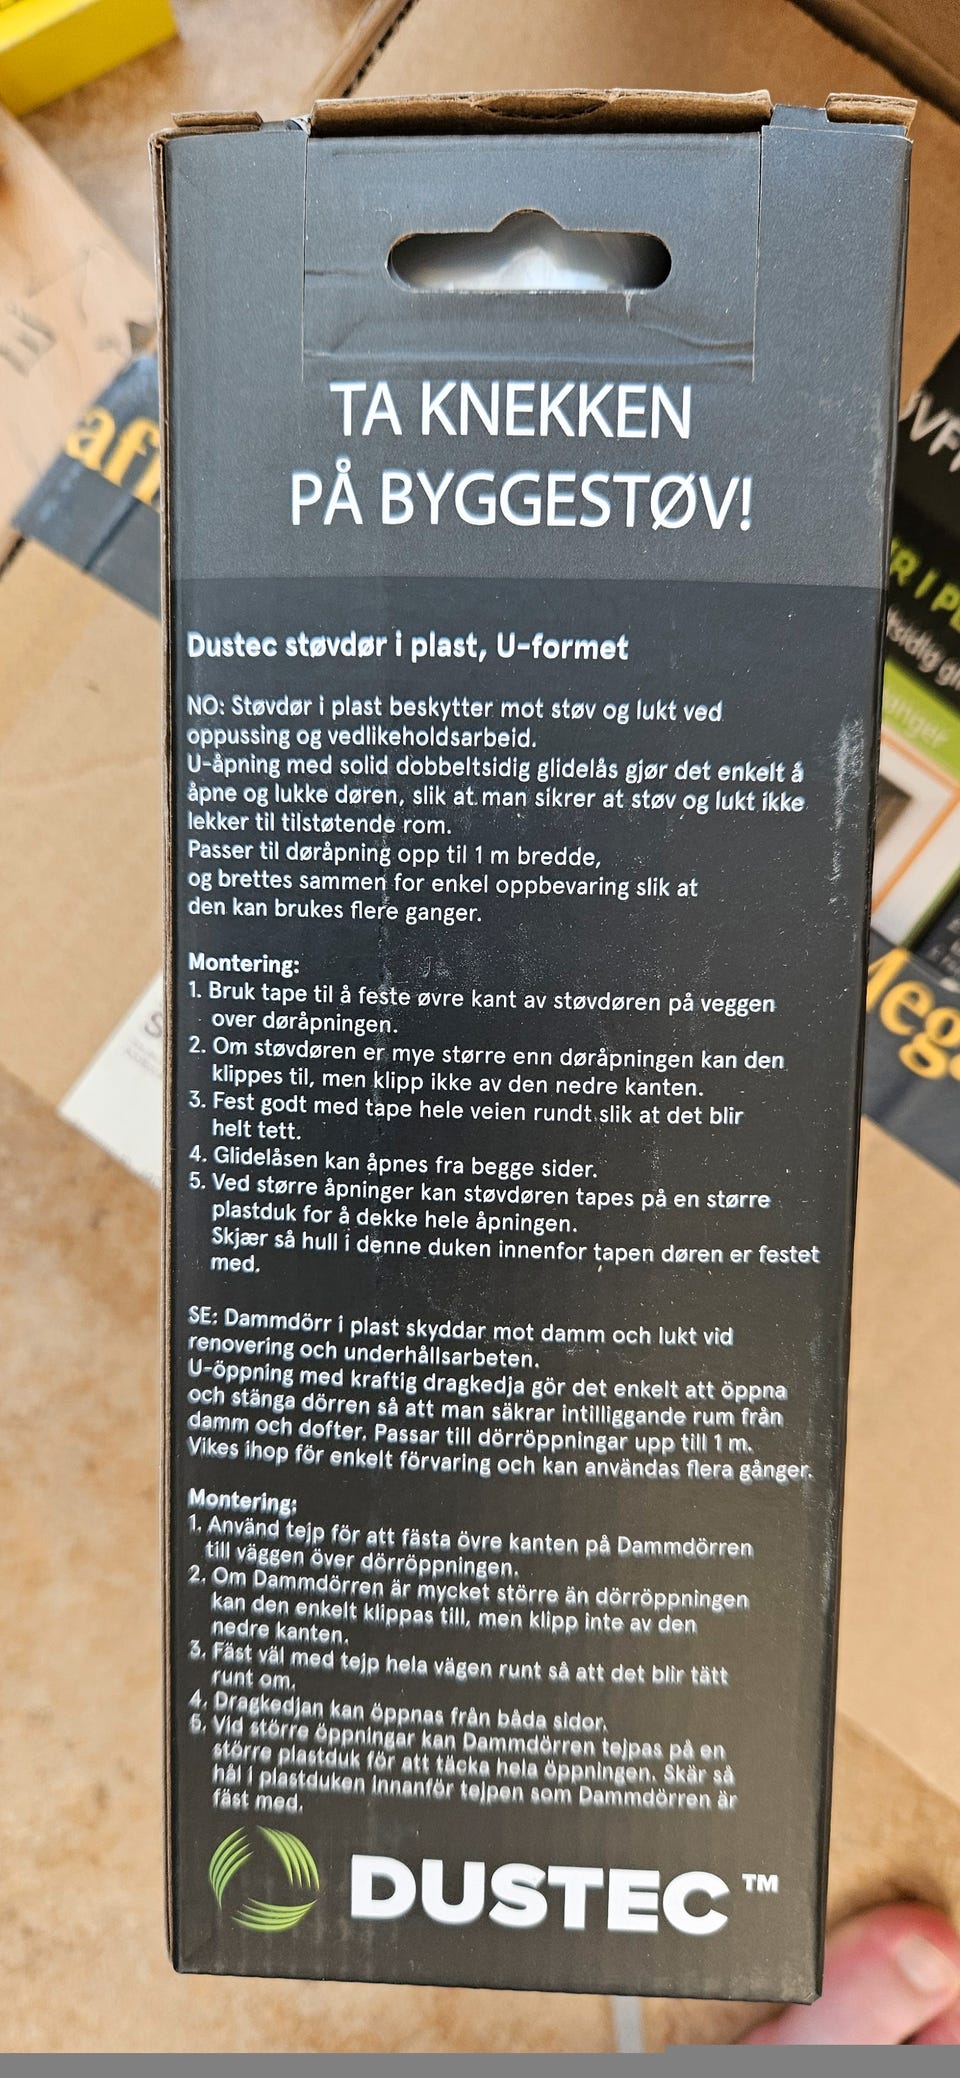 TA KNEKKEN
PÅ BYGGESTØV!
Dustec støvdør i plast, U-formet
NO: Støvdør i plast beskytter mot støv og lukt ved
oppussing og vedlikeholdsarbeid.
U-åpning med solid dobbeltsidig glidelås gjør det enkelt å
åpne og lukke døren, slik at man sikrer at støv og lukt ikke
lekker til tilstøtende rom.
Passer til døråpning opp til 1 m bredde,
og brettes sammen for enkel oppbevaring slik at
den kan brukes flere ganger.
Montering:
1. Bruk tape til å feste øvre kant av støvdøren på veggen
over døråpningen.
2. Om støvdøren er mye større enn døråpningen kan den
klippes til, men klipp ikke av den nedre kanten.
3. Fest godt med tape hele veien rundt slik at det blir
helt tett.
4. Glidelåsen kan åpnes fra begge sider.
5. Ved større åpninger kan støvdøren tapes på en større
plastduk for å dekke hele åpningen.
Skjær så hull i denne duken innenfor tapen døren er festet
med.
SE: Dammdörr i plast skyddar mot damm och lukt vid
renovering och underhållsarbeten.
U-öppning med kraftig dragkedja gör det enkelt att öppna
och stänga dörren så att man säkrar intilliggande rum från
damm och dofter. Passar till dörröppningar upp till 1 m.
Vikes ihop för enkelt förvaring och kan användas flera gånger.
Montering:
1. Använd tejp för att fästa övre kanten på Dammdörren
till väggen över dörröppningen.
2. Om Dammdörren är mycket större än dörröppningen
kan den enkelt klippas till, men klipp inte av den
nedre kanten.
3. Fäst väl med tejp hela vägen runt så att det blir tätt
runt om.
4. Dragkedjan kan öppnas från båda sidor.
5. Vid större öppningar kan Dammdörren tejpas på en
större plastduk för att täcka hela öppningen. Skär så
hål i plastduken innanför tejpen som Dammdörren är
fäst med.
DUSTEC™